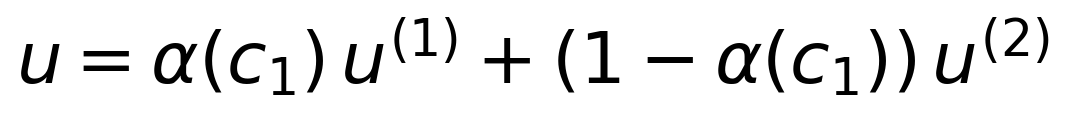 u = α(c₁) u⁽¹⁾ + (1 − α(c₁)) u⁽²⁾